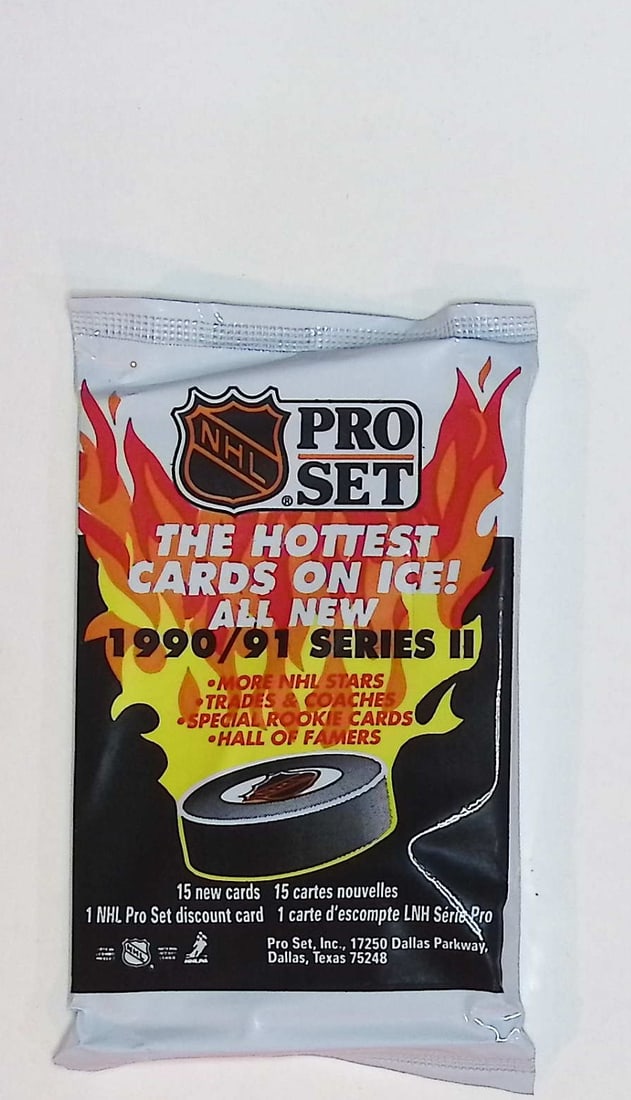 NHL
PRO
SET
®
THE HOTTEST
CARDS ON ICE!
ALL NEW
1990/91 SERIES II
•MORE NHL STARS
•TRADES & COACHES
•SPECIAL ROOKIE CARDS
•HALL OF FAMERS
15 new cards 15 cartes nouvelles
1 NHL Pro Set discount card 1 carte d'escompte LNH Série Pro
NHL
NHLPA
Pro Set, Inc., 17250 Dallas Parkway,
Dallas, Texas 75248